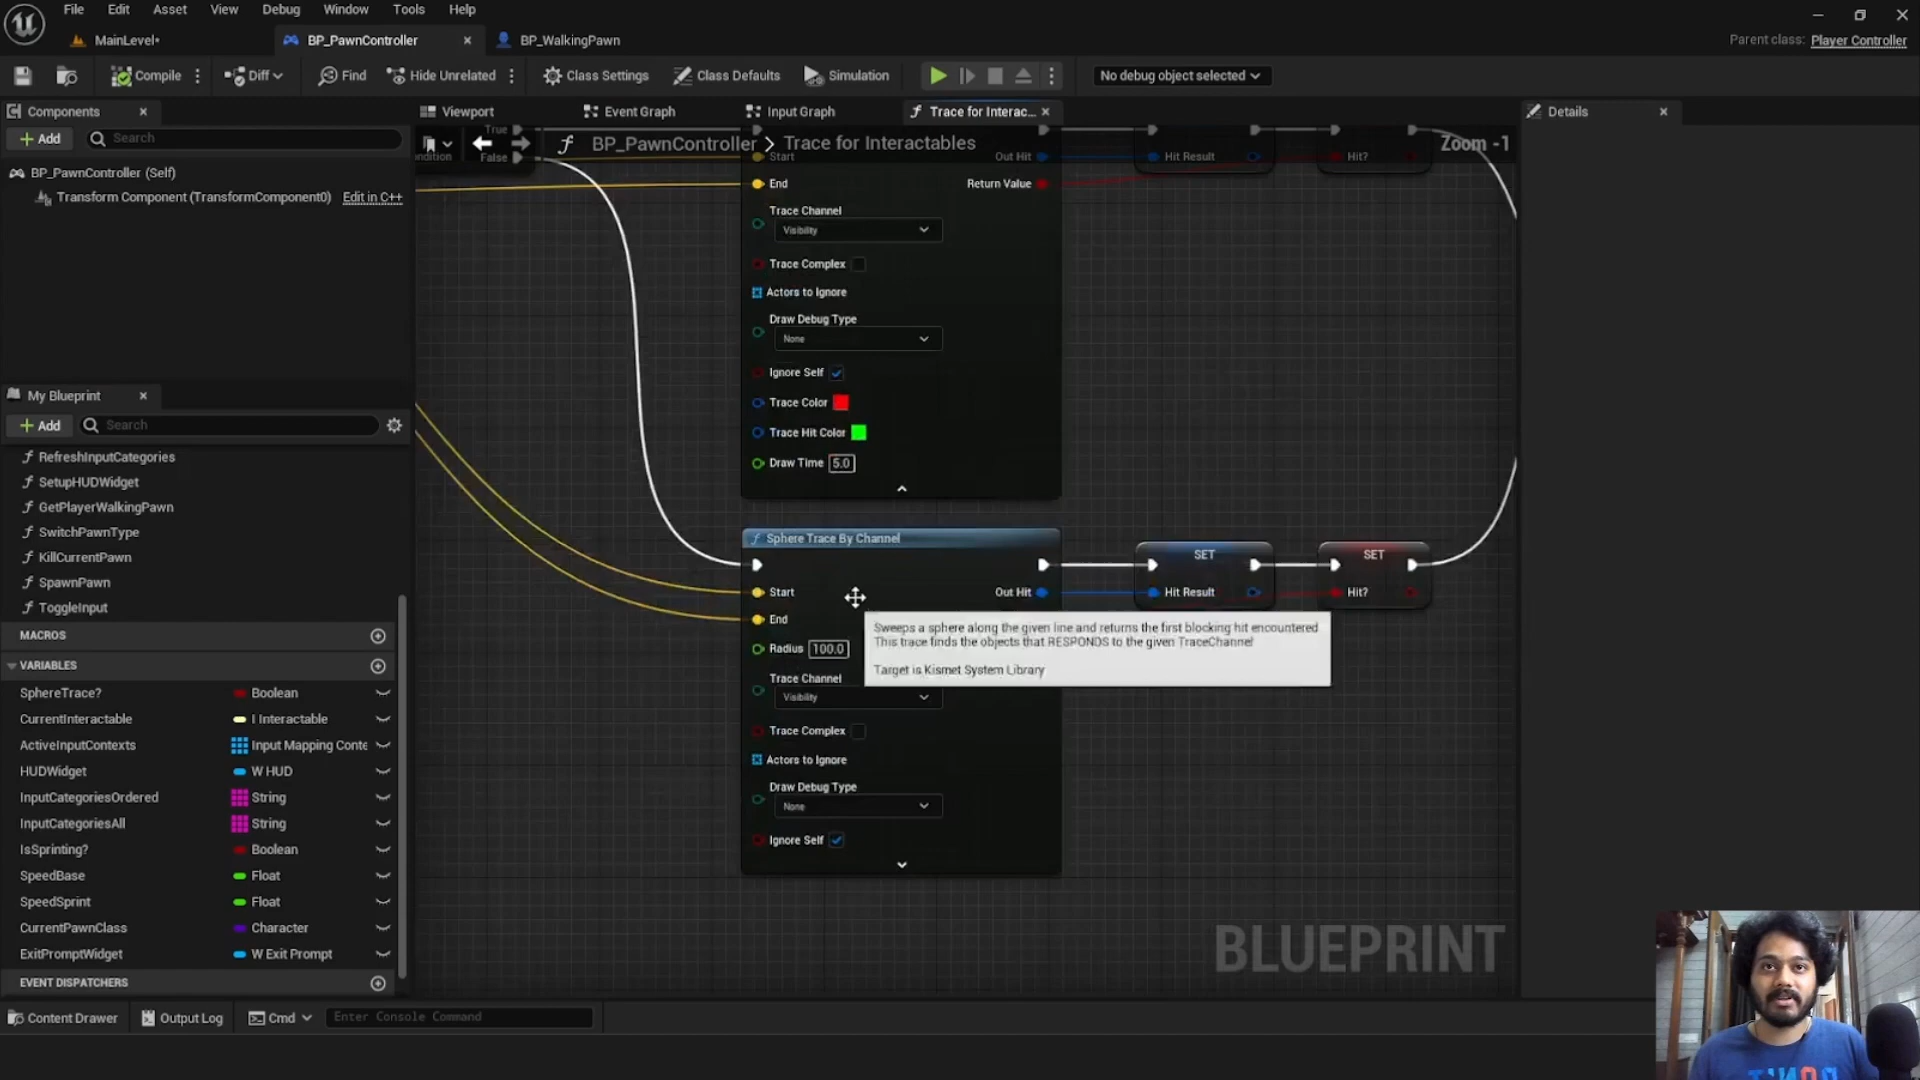 File Edit Asset View Debug Window Tools Help
MainLevel• BP_PawnController BP_WalkingPawn
Parent class: Player Controller
Compile Diff Find Hide Unrelated Class Settings Class Defaults Simulation No debug object selected
Components
Add Search
BP_PawnController (Self)
Transform Component (TransformComponent0) Edit in C++
My Blueprint
Add Search
RefreshInputCategories
SetupHUDWidget
GetPlayerWalkingPawn
SwitchPawnType
KillCurrentPawn
SpawnPawn
ToggleInput
MACROS
VARIABLES
SphereTrace? Boolean
CurrentInteractable I Interactable
ActiveInputContexts Input Mapping Conte
HUDWidget W HUD
InputCategoriesOrdered String
InputCategoriesAll String
IsSprinting? Boolean
SpeedBase Float
SpeedSprint Float
CurrentPawnClass Character
ExitPromptWidget W Exit Prompt
EVENT DISPATCHERS
Viewport Event Graph Input Graph Trace for Interac...
BP_PawnController > Trace for Interactables
Zoom -1
True
ondition False
Start Out Hit Hit Result Hit?
End Return Value
Trace Channel
Visibility
Trace Complex
Actors to Ignore
Draw Debug Type
None
Ignore Self
Trace Color
Trace Hit Color
Draw Time 5.0
Sphere Trace By Channel SET SET
Start Out Hit Hit Result Hit?
End
Radius 100.0
Trace Channel
Visibility
Trace Complex
Actors to Ignore
Draw Debug Type
None
Ignore Self
Sweeps a sphere along the given line and returns the first blocking hit encountered
This trace finds the objects that RESPONDS to the given TraceChannel
Target is Kismet System Library
BLUEPRINT
Details
Content Drawer Output Log Cmd Enter Console Command